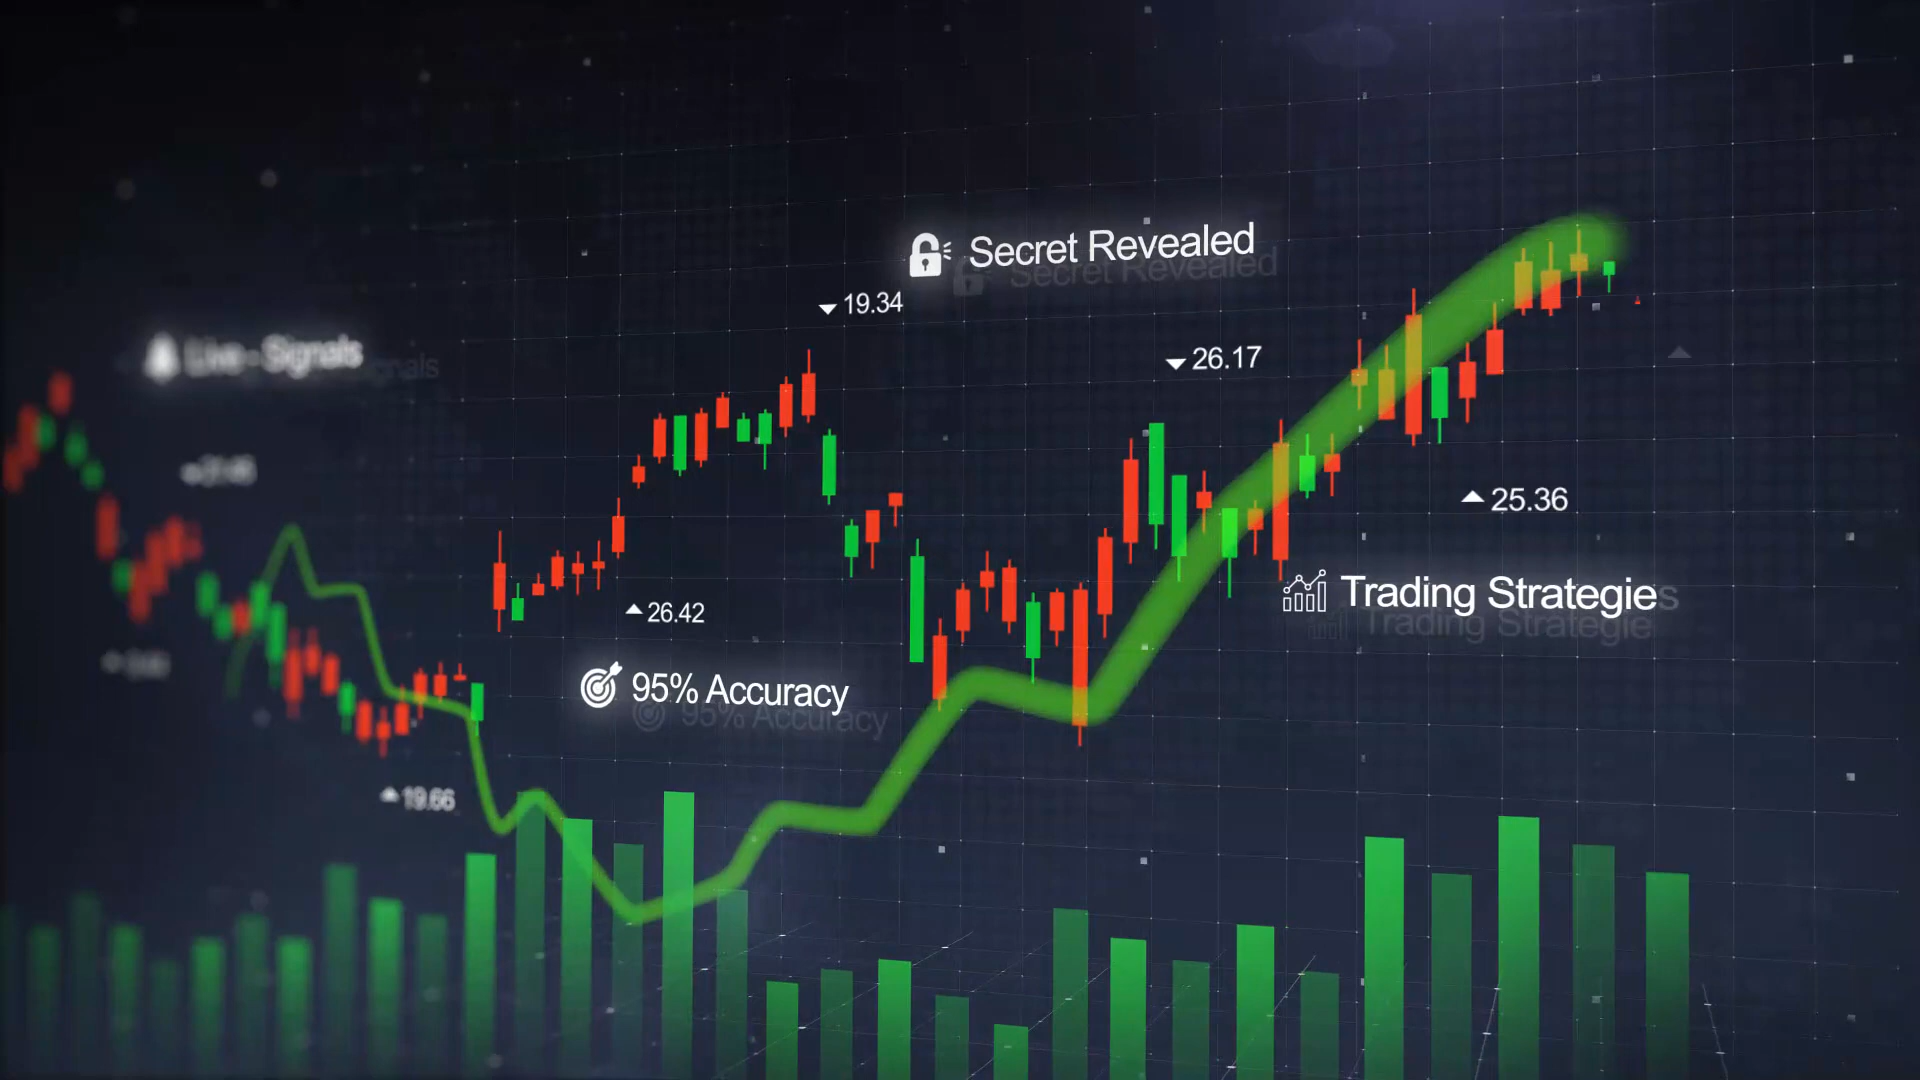 Secret Revealed
19.34
Live-Signals
26.17
25.36
Trading Strategies
26.42
95% Accuracy
19.66